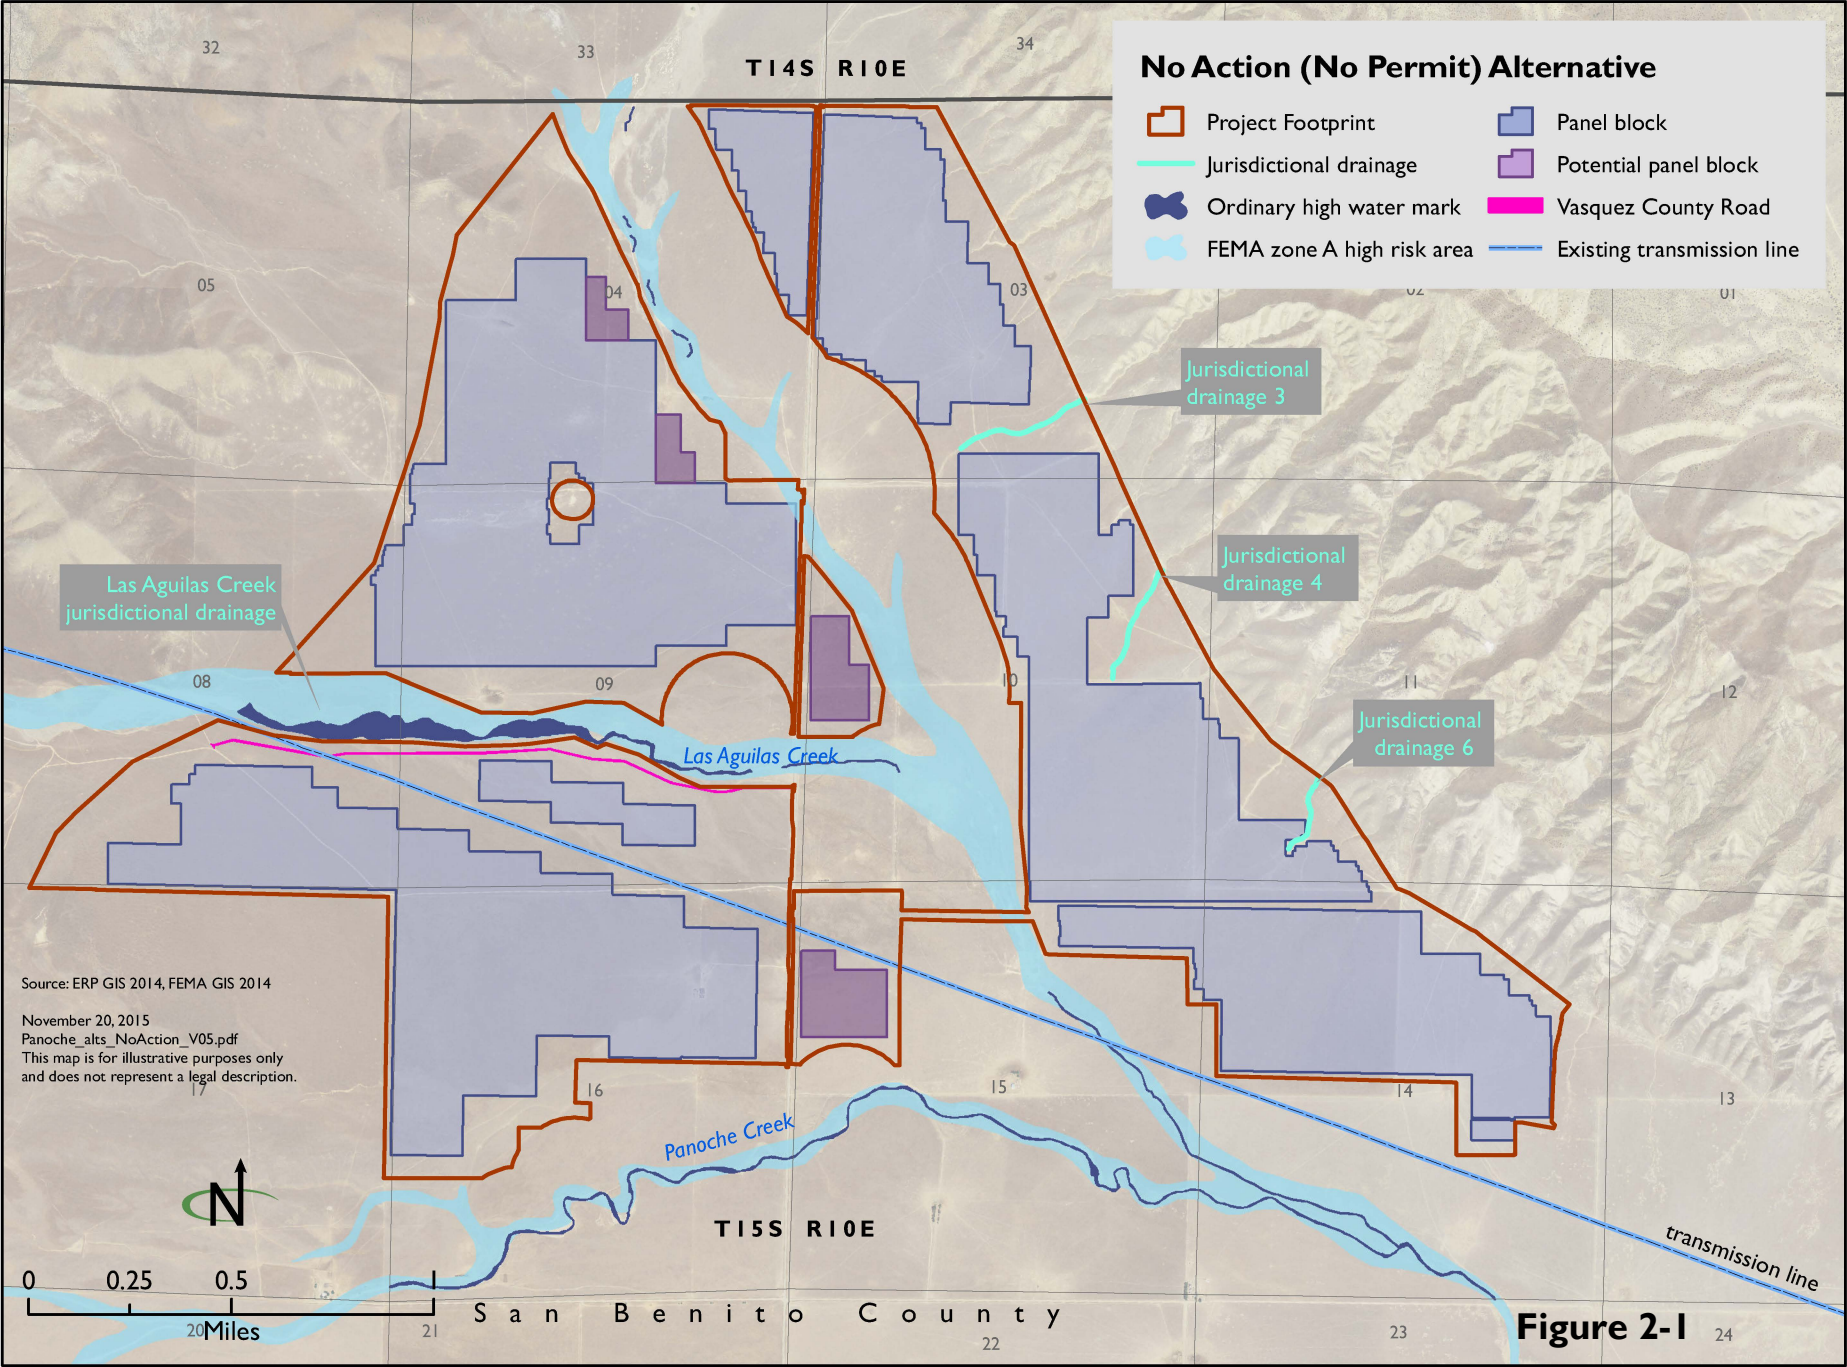 32
33
34
T14S R10E
No Action (No Permit) Alternative
Project Footprint
Panel block
Jurisdictional drainage
Potential panel block
Ordinary high water mark
Vasquez County Road
FEMA zone A high risk area
Existing transmission line
05
04
03
02
01
Jurisdictional
drainage 3
Jurisdictional
drainage 4
Las Aguilas Creek
jurisdictional drainage
08
09
10
11
12
Jurisdictional
drainage 6
Las Aguilas Creek
Source: ERP GIS 2014, FEMA GIS 2014
November 20, 2015
Panoche_alts_NoAction_V05.pdf
This map is for illustrative purposes only
and does not represent a legal description.
17
16
15
14
13
Panoche Creek
N
T15S R10E
transmission line
0 0.25 0.5 1
Miles
San Benito County
20
21
22
23
24
Figure 2-1